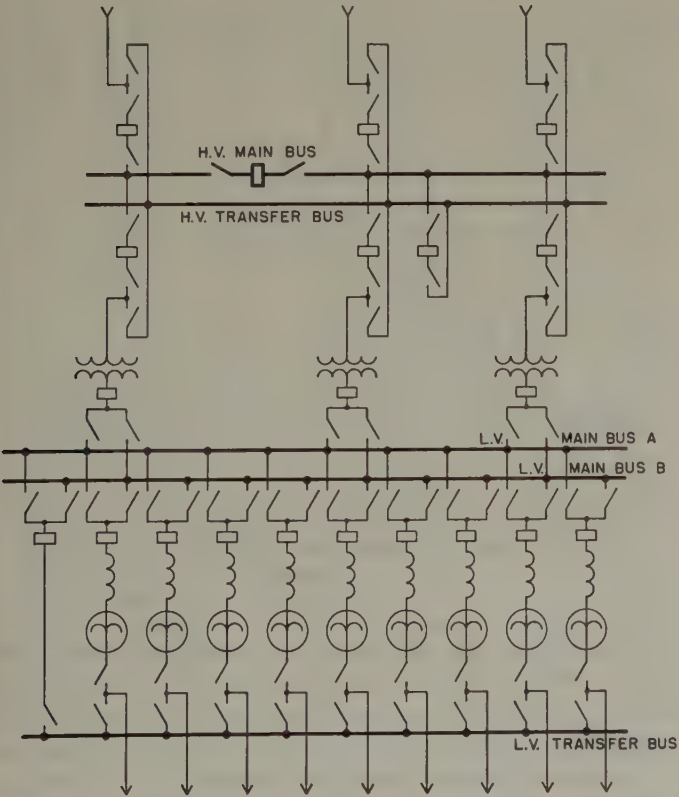 H.V. MAIN BUS
H.V. TRANSFER BUS
L.V. MAIN BUS A
L.V. MAIN BUS B
L.V. TRANSFER BUS